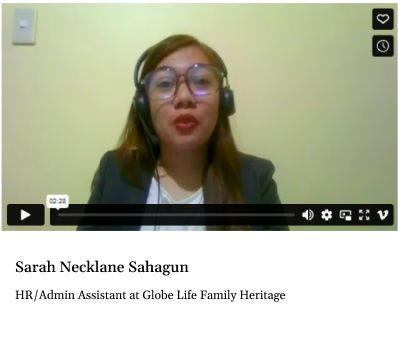 02:28
Sarah Necklane Sahagun
HR/Admin Assistant at Globe Life Family Heritage